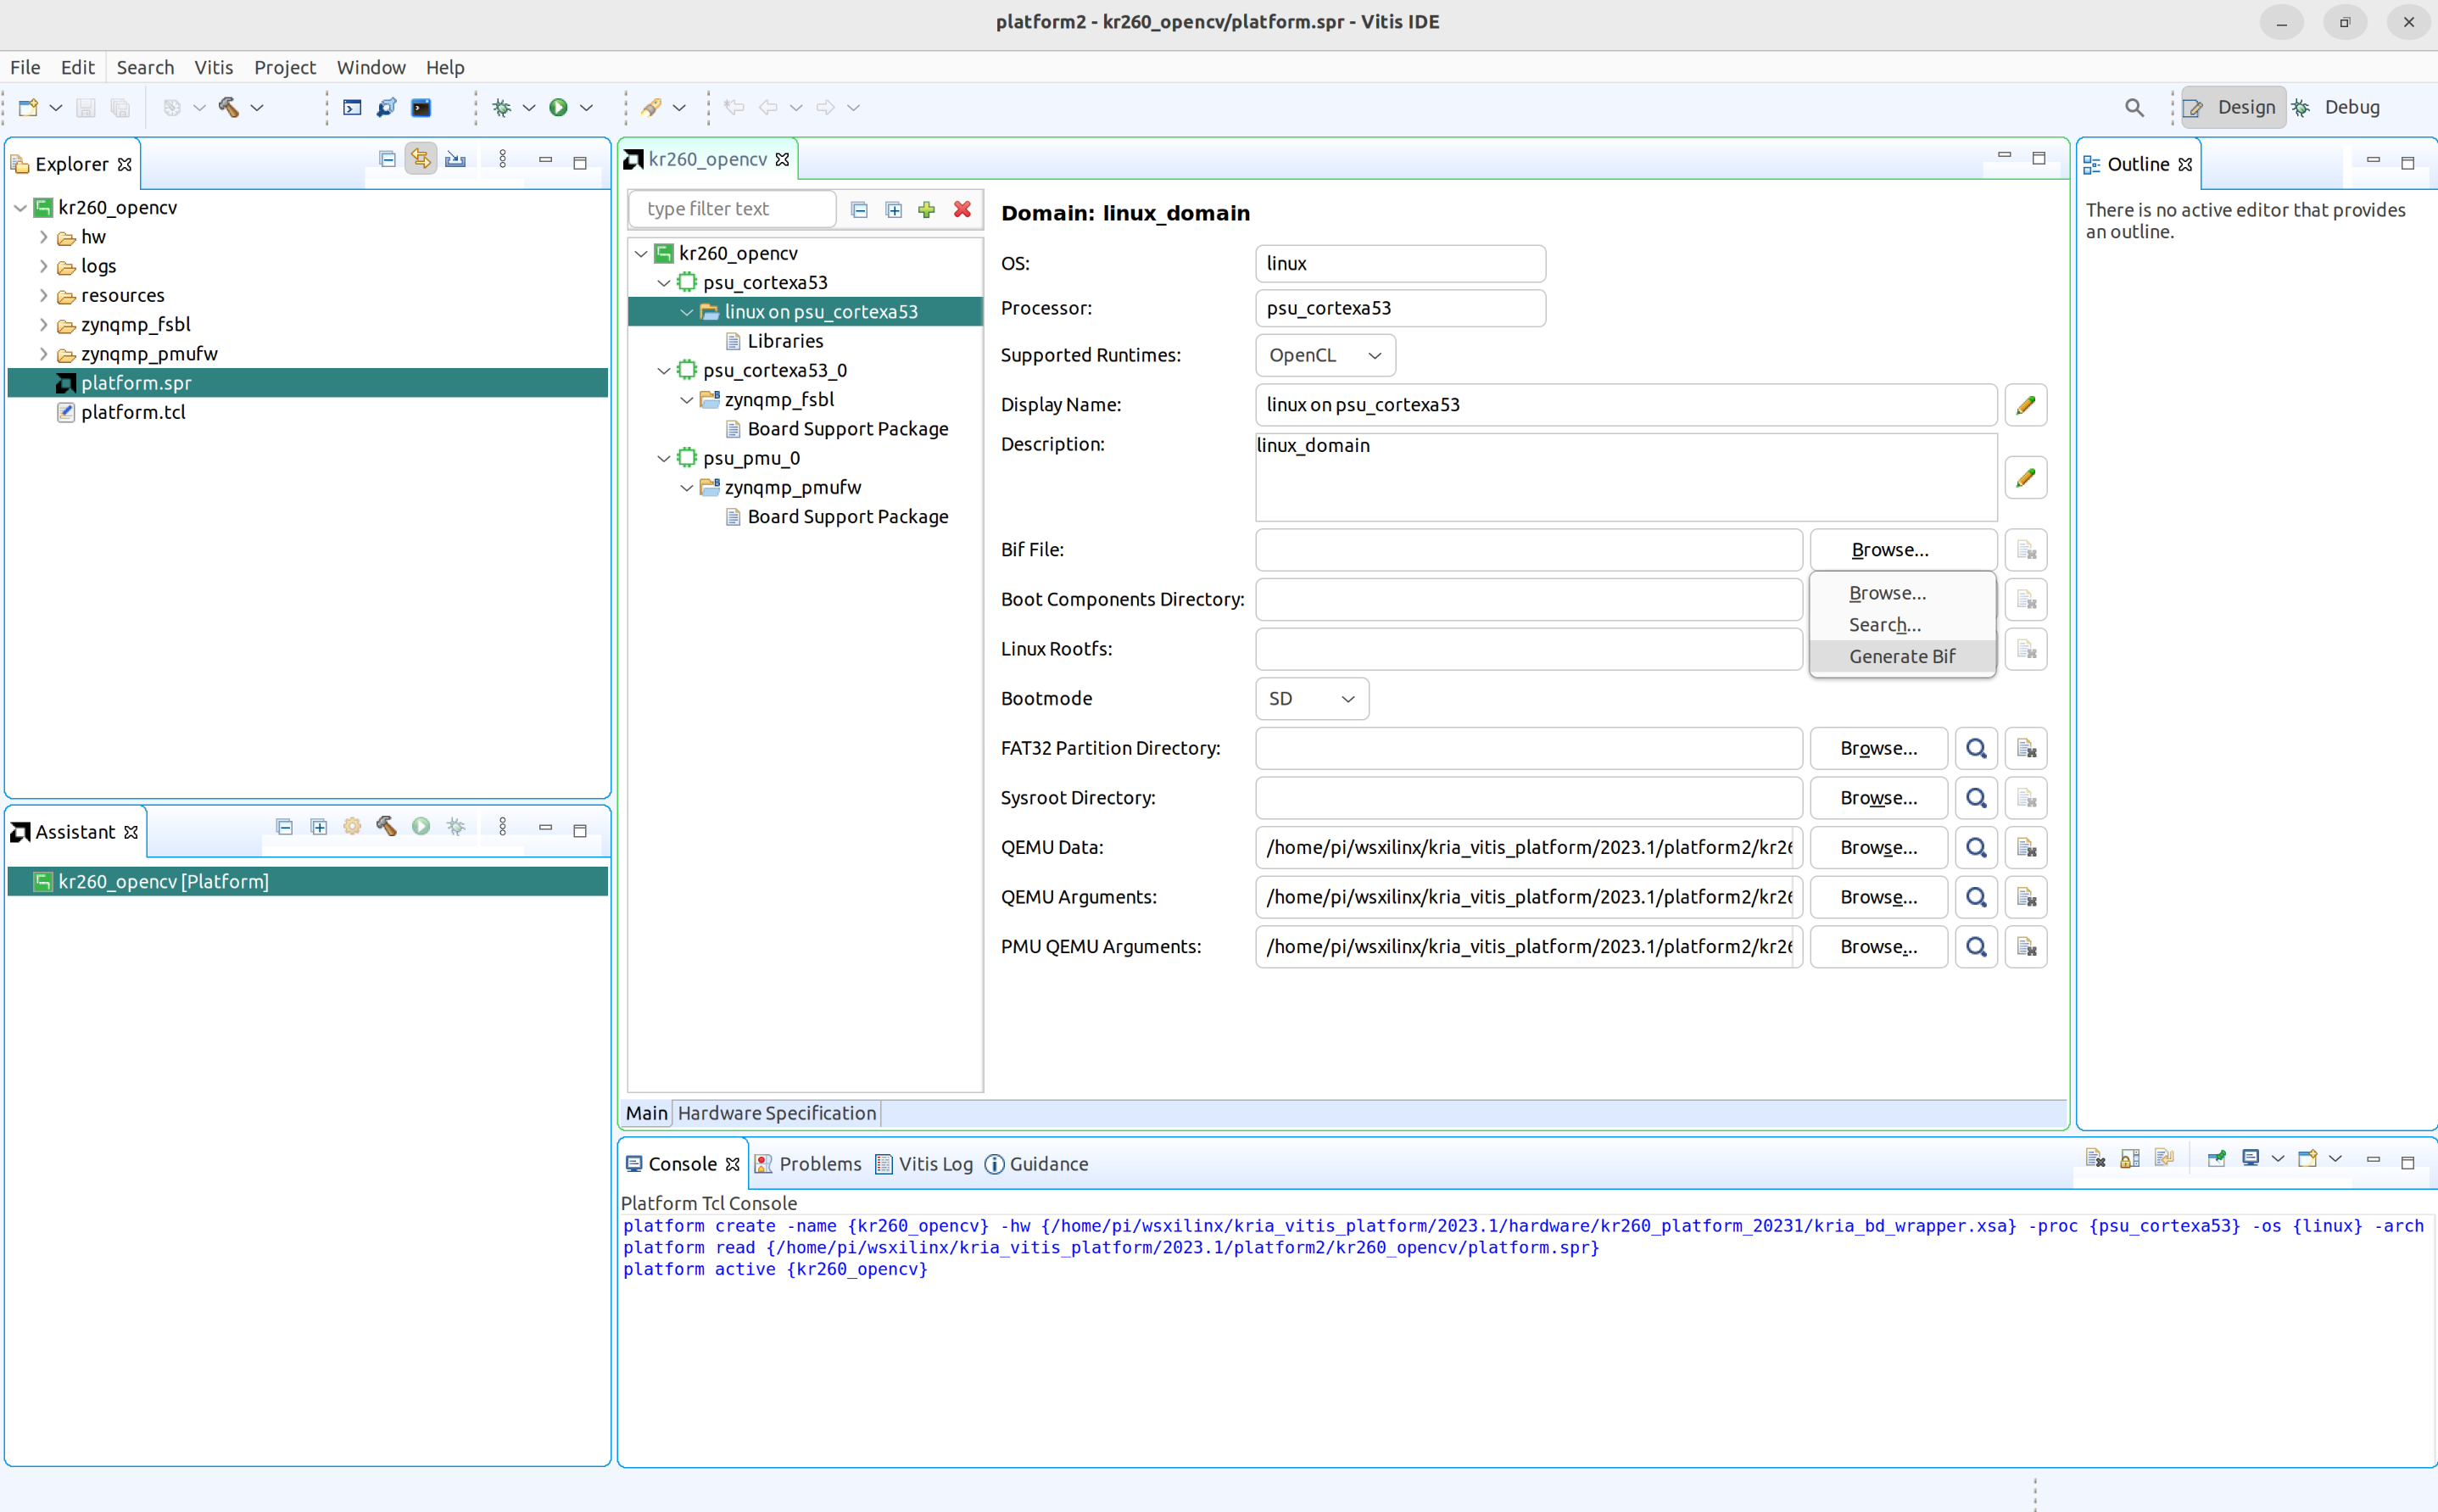 platform2 - kr260_opencv/platform.spr - Vitis IDE
File Edit Search Vitis Project Window Help
Design Debug
Explorer
kr260_opencv
hw
logs
resources
zynqmp_fsbl
zynqmp_pmufw
platform.spr
platform.tcl
Assistant
kr260_opencv [Platform]
kr260_opencv
type filter text
kr260_opencv
psu_cortexa53
linux on psu_cortexa53
Libraries
psu_cortexa53_0
zynqmp_fsbl
Board Support Package
psu_pmu_0
zynqmp_pmufw
Board Support Package
Domain: linux_domain
OS: linux
Processor: psu_cortexa53
Supported Runtimes: OpenCL
Display Name: linux on psu_cortexa53
Description: linux_domain
Bif File: Browse...
Boot Components Directory:
Linux Rootfs:
Browse...
Search...
Generate Bif
Bootmode SD
FAT32 Partition Directory: Browse...
Sysroot Directory: Browse...
QEMU Data: /home/pi/wsxilinx/kria_vitis_platform/2023.1/platform2/kr26 Browse...
QEMU Arguments: /home/pi/wsxilinx/kria_vitis_platform/2023.1/platform2/kr26 Browse...
PMU QEMU Arguments: /home/pi/wsxilinx/kria_vitis_platform/2023.1/platform2/kr26 Browse...
Main Hardware Specification
Outline
There is no active editor that provides
an outline.
Console Problems Vitis Log Guidance
Platform Tcl Console
platform create -name {kr260_opencv} -hw {/home/pi/wsxilinx/kria_vitis_platform/2023.1/hardware/kr260_platform_20231/kria_bd_wrapper.xsa} -proc {psu_cortexa53} -os {linux} -arch
platform read {/home/pi/wsxilinx/kria_vitis_platform/2023.1/platform2/kr260_opencv/platform.spr}
platform active {kr260_opencv}